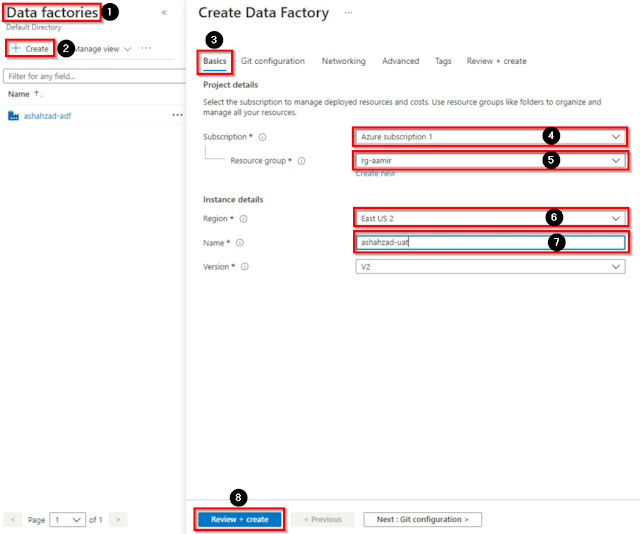 Data factories 1
«
Default Directory
+ Create 2 Manage view ...
Filter for any field...
Name ↑↓
ashahzad-adf ...
< Page 1 of 1 >
Create Data Factory ...
3
Basics Git configuration Networking Advanced Tags Review + create
Project details
Select the subscription to manage deployed resources and costs. Use resource groups like folders to organize and
manage all your resources.
Subscription * Azure subscription 1 4
Resource group * rg-aamir 5
Create new
Instance details
Region * East US 2 6
Name * ashahzad-uat 7
Version * V2
8
Review + create < Previous Next : Git configuration >